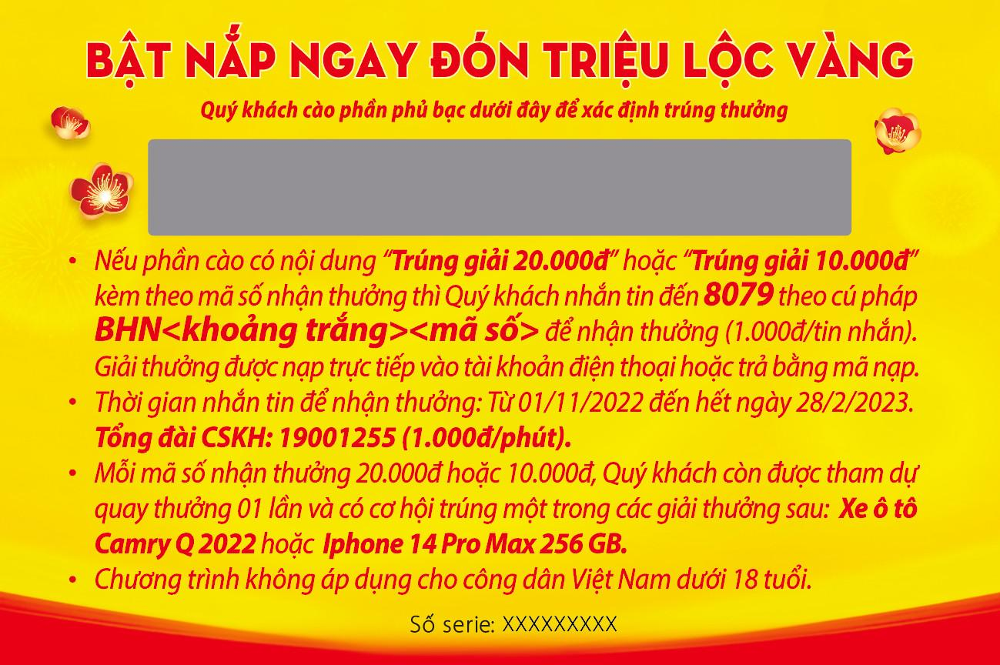 BẬT NẮP NGAY ĐÓN TRIỆU LỘC VÀNG
Quý khách cào phần phủ bạc dưới đây để xác định trúng thưởng
• Nếu phần cào có nội dung “Trúng giải 20.000đ” hoặc “Trúng giải 10.000đ”
kèm theo mã số nhận thưởng thì Quý khách nhắn tin đến 8079 theo cú pháp
BHN<khoảng trắng><mã số> để nhận thưởng (1.000đ/tin nhắn).
Giải thưởng được nạp trực tiếp vào tài khoản điện thoại hoặc trả bằng mã nạp.
• Thời gian nhắn tin để nhận thưởng: Từ 01/11/2022 đến hết ngày 28/2/2023.
Tổng đài CSKH: 19001255 (1.000đ/phút).
• Mỗi mã số nhận thưởng 20.000đ hoặc 10.000đ, Quý khách còn được tham dự
quay thưởng 01 lần và có cơ hội trúng một trong các giải thưởng sau: Xe ô tô
Camry Q 2022 hoặc Iphone 14 Pro Max 256 GB.
• Chương trình không áp dụng cho công dân Việt Nam dưới 18 tuổi.
Số serie: XXXXXXXXX